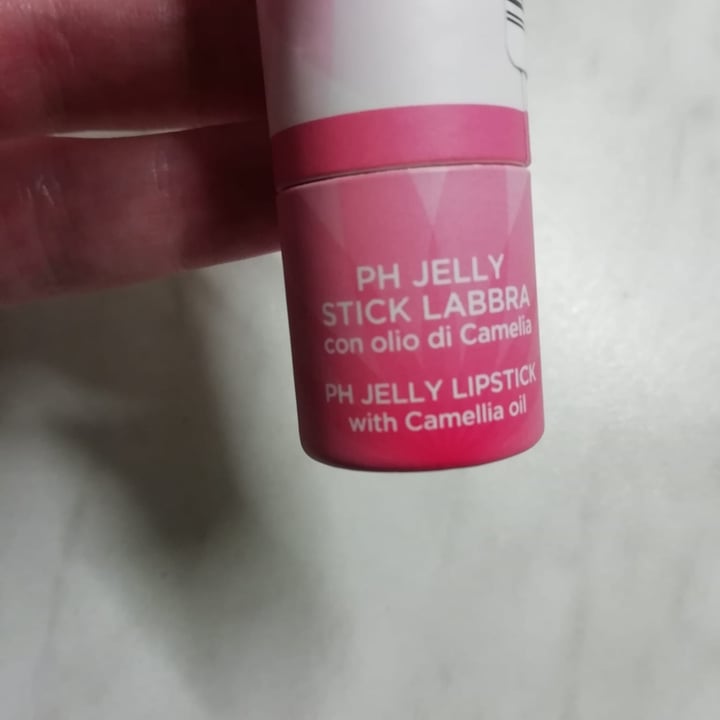 PH JELLY
STICK LABBRA
con olio di Camelia
PH JELLY LIPSTICK
with Camellia oil